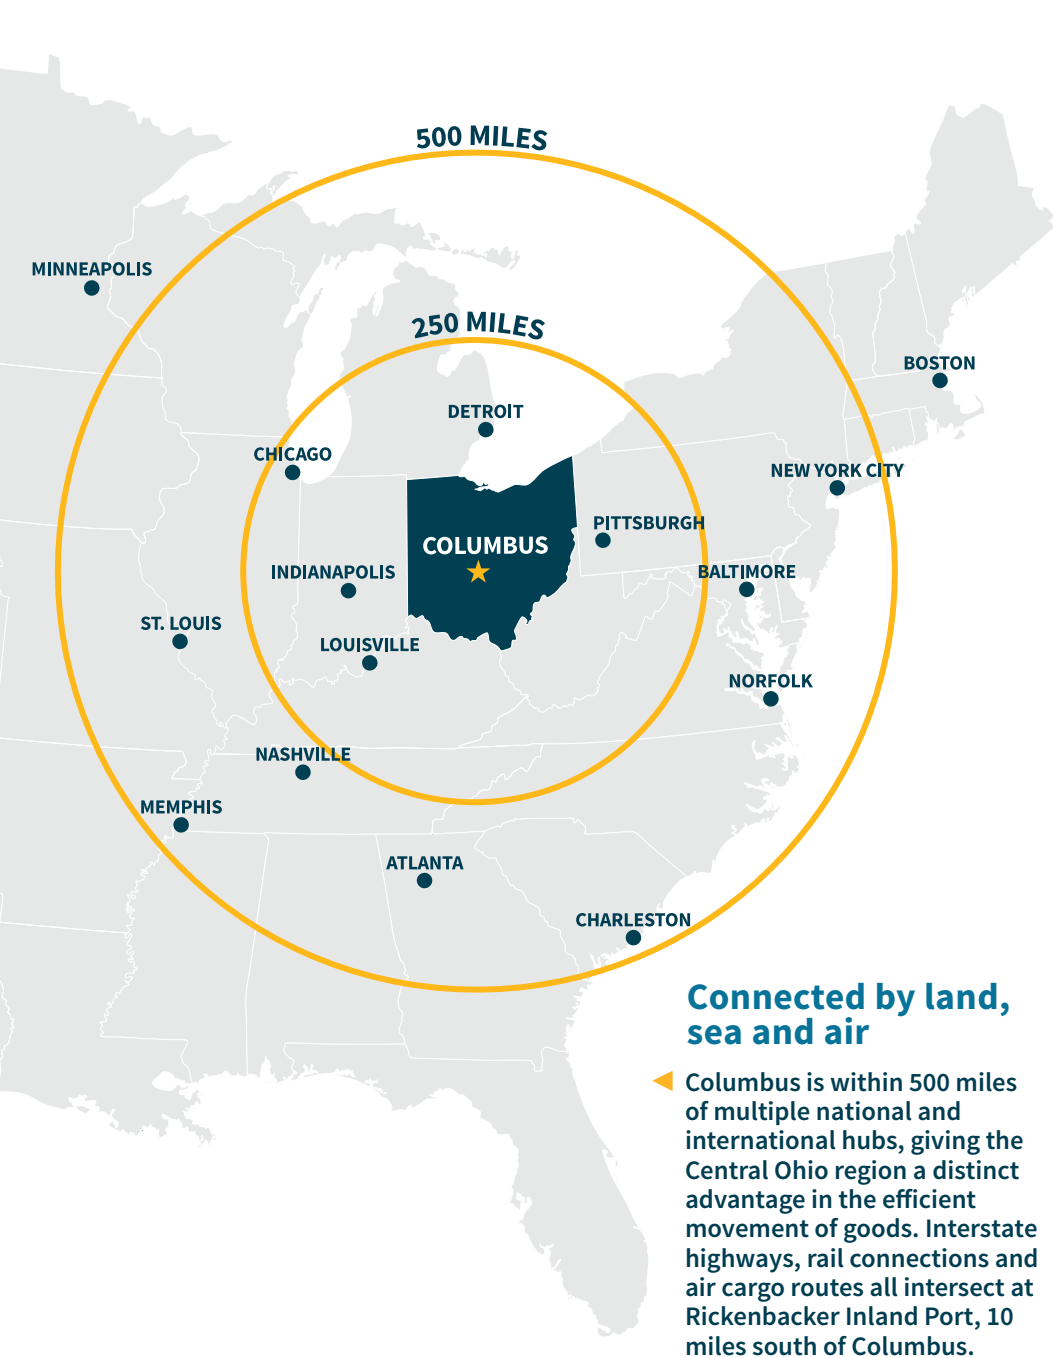 500 MILES
MINNEAPOLIS
250 MILES
BOSTON
DETROIT
CHICAGO
NEW YORK CITY
PITTSBURGH
COLUMBUS
INDIANAPOLIS
BALTIMORE
ST. LOUIS
LOUISVILLE
NORFOLK
NASHVILLE
MEMPHIS
ATLANTA
CHARLESTON
Connected by land,
sea and air
Columbus is within 500 miles
of multiple national and
international hubs, giving the
Central Ohio region a distinct
advantage in the efficient
movement of goods. Interstate
highways, rail connections and
air cargo routes all intersect at
Rickenbacker Inland Port, 10
miles south of Columbus.